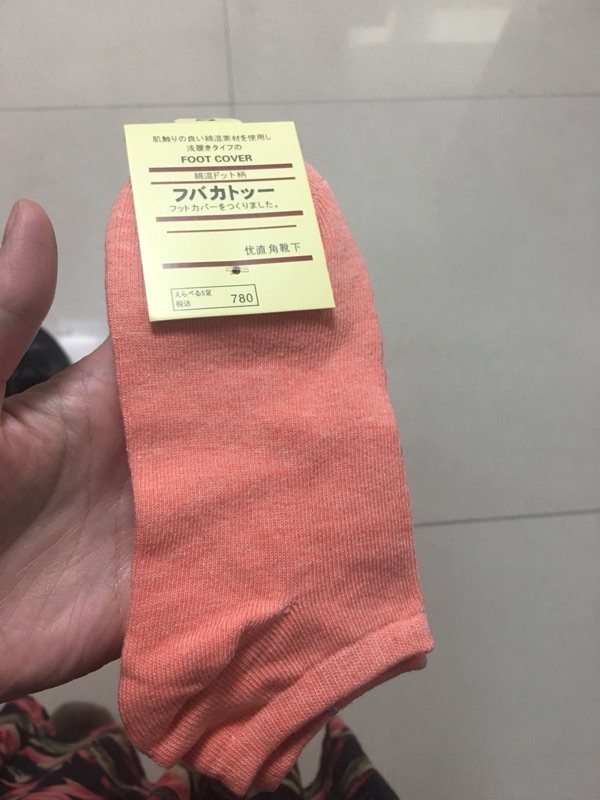 肌触りの良い綿混素材を使用し
浅履きタイフの
FOOT COVER
綿混ドット柄
フバカトッー
フットカバーをつくりました。
优直角靴下
えらべる5足
税込 780